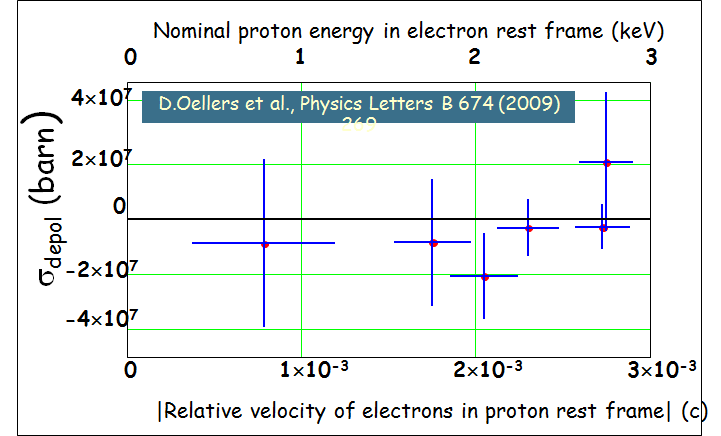 Nominal proton energy in electron rest frame (keV)
0 1 2 3
D.Oellers et al., Physics Letters B 674 (2009)
269
4×10⁷
2×10⁷
0
-2×10⁷
-4×10⁷
σdepol (barn)
0 1×10⁻³ 2×10⁻³ 3×10⁻³
|Relative velocity of electrons in proton rest frame| (c)